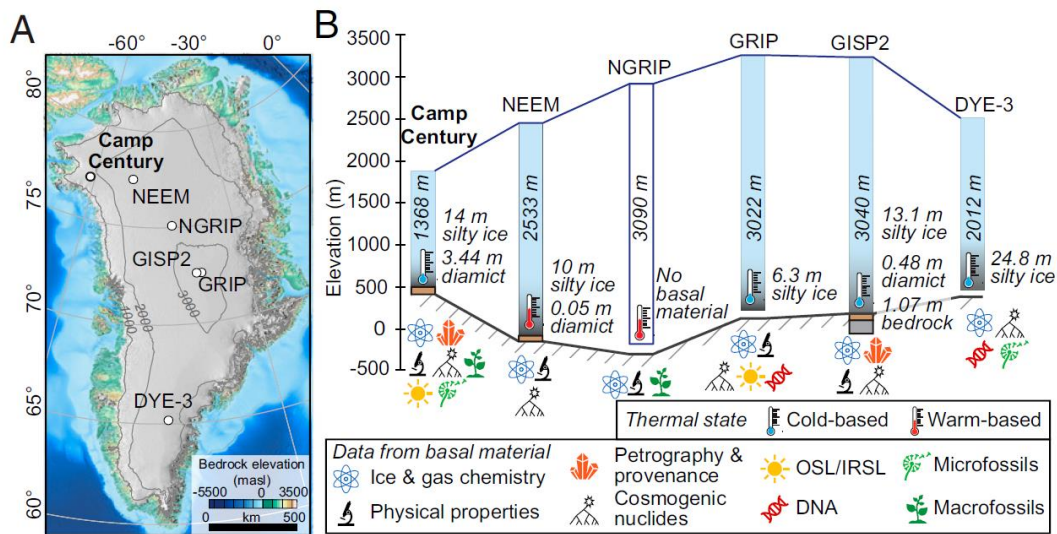 A
-60° -30° 0°
80°
75°
70°
65°
60°
Camp
Century
NEEM
NGRIP
GISP2
GRIP
3000
2000
1000
DYE-3
Bedrock elevation
(masl)
-5500 0 3500
0 km 500
B
Elevation (m)
3500
3000
2500
2000
1500
1000
500
0
-500
Camp
Century
NEEM
NGRIP
GRIP
GISP2
DYE-3
1368 m
14 m
silty ice
3.44 m
diamict
2533 m
10 m
silty ice
0.05 m
diamict
3090 m
No
basal
material
3022 m
6.3 m
silty ice
3040 m
13.1 m
silty ice
0.48 m
diamict
1.07 m
bedrock
2012 m
24.8 m
silty ice
Thermal state
Cold-based
Warm-based
Data from basal material
Ice & gas chemistry
Physical properties
Petrography &
provenance
Cosmogenic
nuclides
OSL/IRSL
DNA
Microfossils
Macrofossils